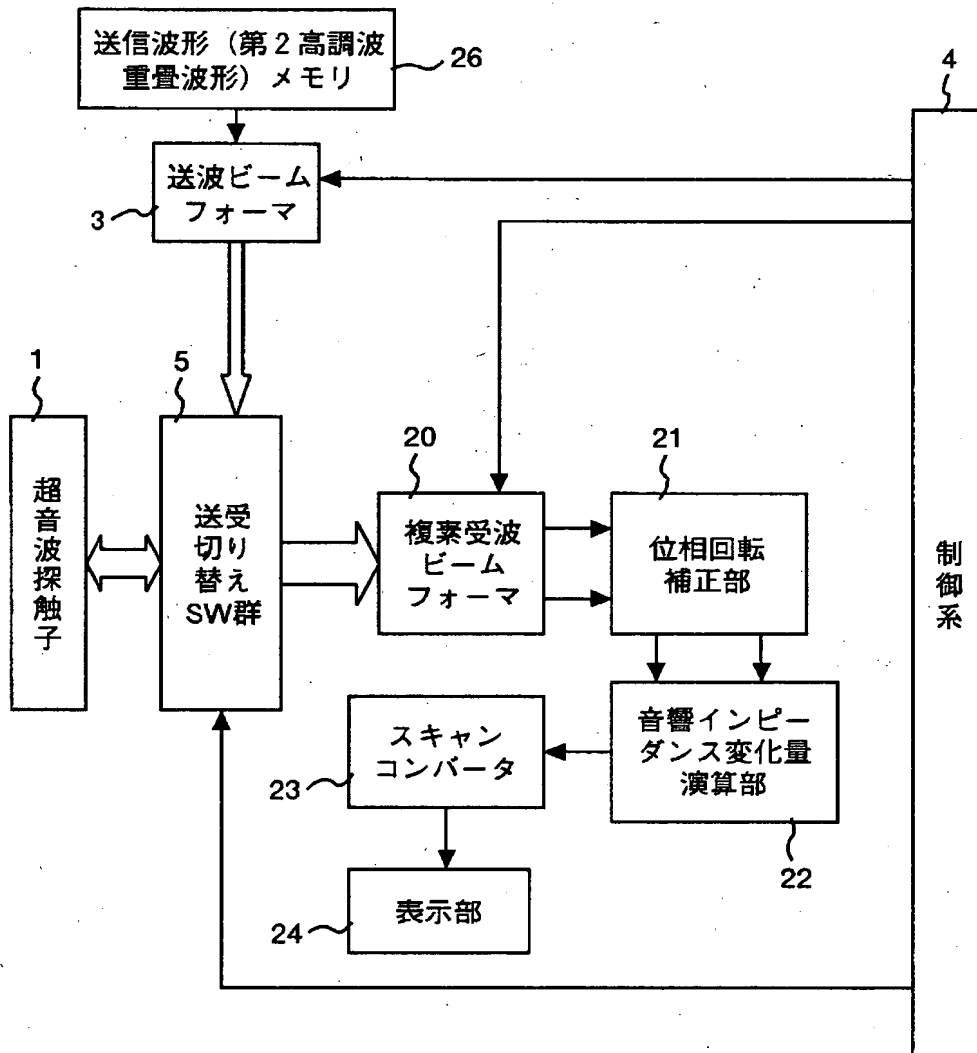 送信波形（第２高調波
重畳波形）メモリ
26
4
送波ビーム
フォーマ
3
1
5
20
21
超音波探触子
送受
切り
替え
SW群
複素受波
ビーム
フォーマ
位相回転
補正部
制御系
スキャン
コンバータ
23
音響インピー
ダンス変化量
演算部
22
表示部
24